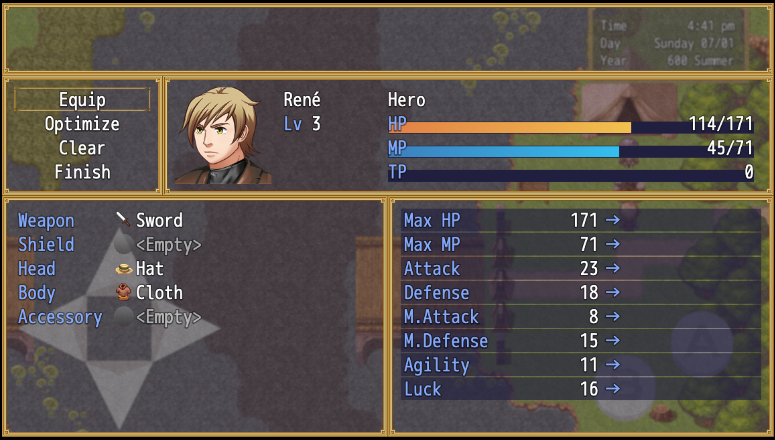 Time 4:41 pm
Day Sunday 07/01
Year 600 Summer
Equip
Optimize
Clear
Finish
René Hero
Lv 3
HP 114/171
MP 45/71
TP 0
Weapon Sword
Shield <Empty>
Head Hat
Body Cloth
Accessory <Empty>
Max HP 171 →
Max MP 71 →
Attack 23 →
Defense 18 →
M.Attack 8 →
M.Defense 15 →
Agility 11 →
Luck 16 →
A